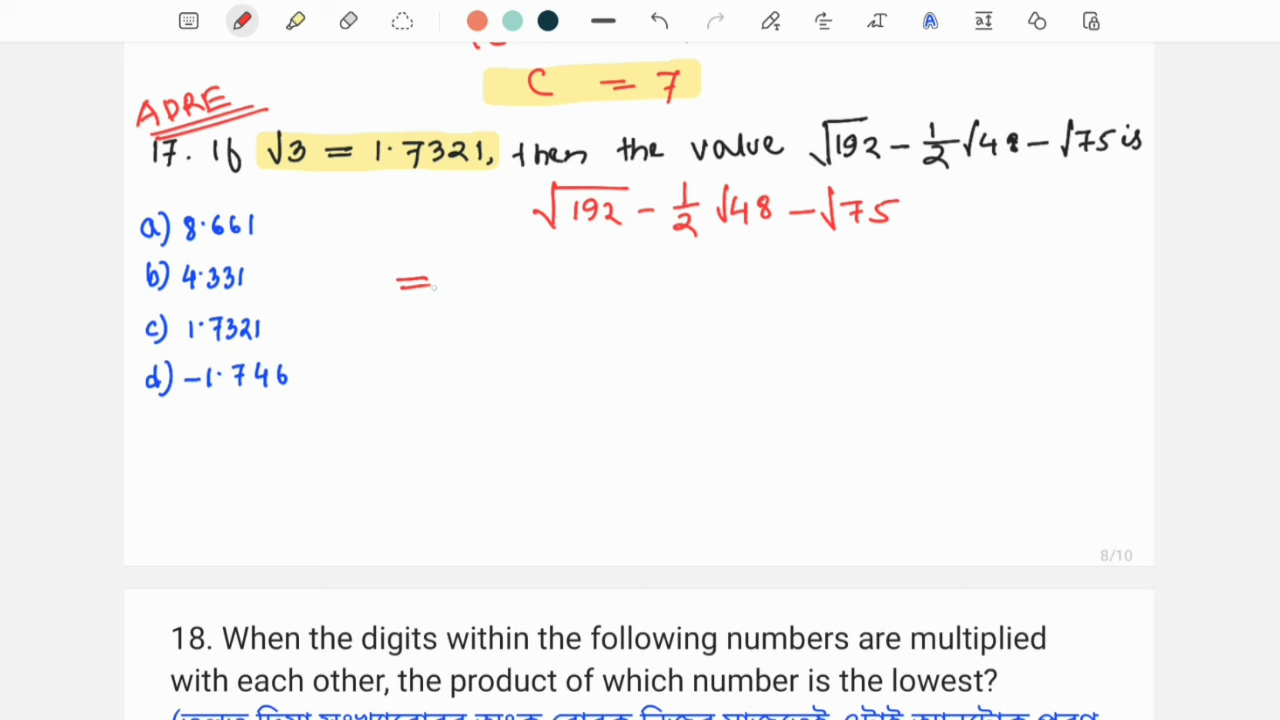 C = 7
ADRE
17. If √3 = 1.7321, then the value √192 - 1/2 √48 - √75 is
√192 - 1/2 √48 - √75
a) 8.661
b) 4.331
=
c) 1.7321
d) -1.746
8/10
18. When the digits within the following numbers are multiplied
with each other, the product of which number is the lowest?